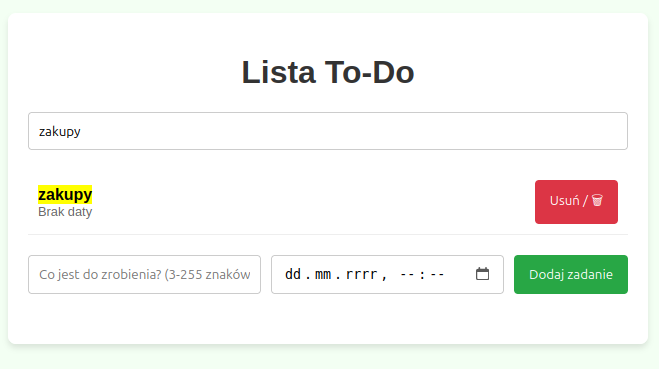 Lista To-Do
zakupy
zakupy
Brak daty
Usuń / 🗑
Co jest do zrobienia? (3-255 znaków
dd.mm.rrrr, --:--
Dodaj zadanie